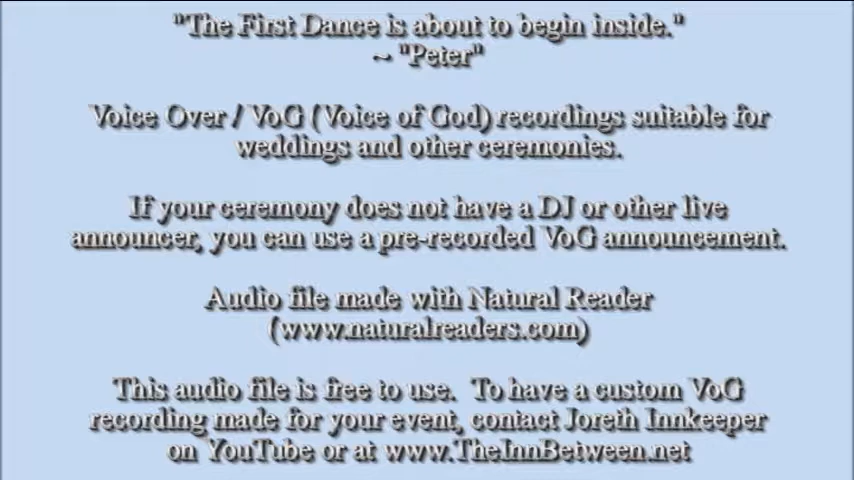 "The First Dance is about to begin inside."
~ "Peter"
Voice Over / VoG (Voice of God) recordings suitable for
weddings and other ceremonies.
If your ceremony does not have a DJ or other live
announcer, you can use a pre-recorded VoG announcement.
Audio file made with Natural Reader
(www.naturalreaders.com)
This audio file is free to use.  To have a custom VoG
recording made for your event, contact Joreth Innkeeper
on YouTube or at www.TheInnBetween.net